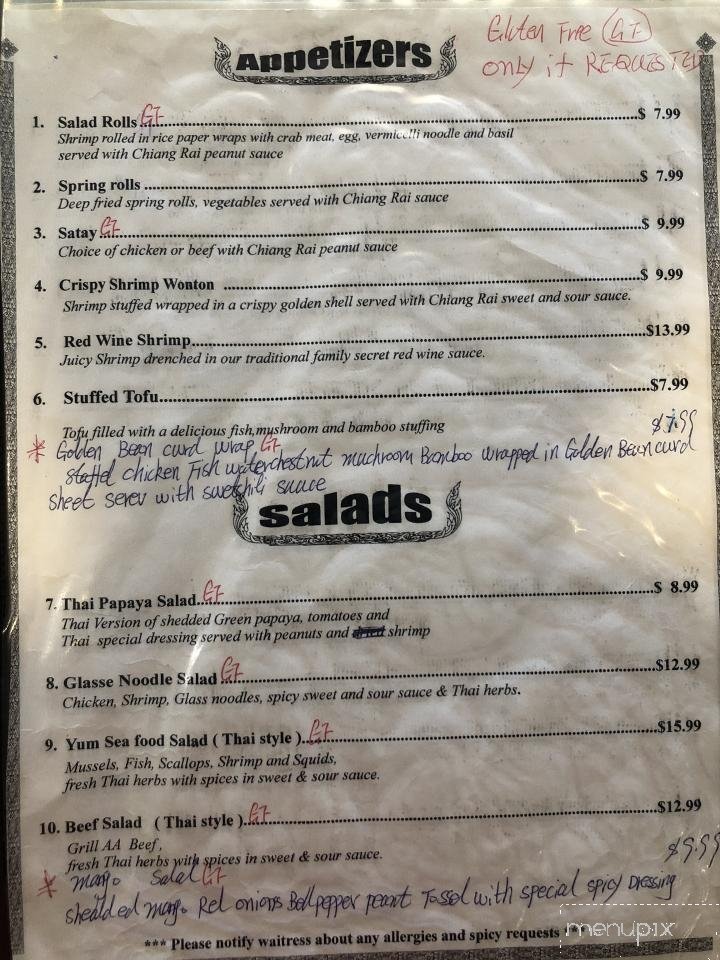 Gluten Free GF
only if REQUESTED
Appetizers
1. Salad Rolls GF $ 7.99
Shrimp rolled in rice paper wraps with crab meat, egg, vermicelli noodle and basil
served with Chiang Rai peanut sauce
2. Spring rolls $ 7.99
Deep fried spring rolls, vegetables served with Chiang Rai sauce
3. Satay GF $ 9.99
Choice of chicken or beef with Chiang Rai peanut sauce
4. Crispy Shrimp Wonton $ 9.99
Shrimp stuffed wrapped in a crispy golden shell served with Chiang Rai sweet and sour sauce.
5. Red Wine Shrimp $13.99
Juicy Shrimp drenched in our traditional family secret red wine sauce.
6. Stuffed Tofu $7.99
Tofu filled with a delicious fish,mushroom and bamboo stuffing
* Golden Bean curd wrap GF $7.99
staffel chicken Fish waterchestnut machroom Bamboo wrapped in Golden Beancurd
sheet serev with sauce
salads
7. Thai Papaya Salad GF $ 8.99
Thai Version of shedded Green papaya, tomatoes and
Thai special dressing served with peanuts and dried shrimp
8. Glasse Noodle Salad GF $12.99
Chicken, Shrimp, Glass noodles, spicy sweet and sour sauce & Thai herbs.
9. Yum Sea food Salad ( Thai style ) GF $15.99
Mussels, Fish, Scallops, Shrimp and Squids,
fresh Thai herbs with spices in sweet & sour sauce.
10. Beef Salad ( Thai style ) GF $12.99
Grill AA Beef,
fresh Thai herbs with spices in sweet & sour sauce.
* mango Salad GF $9.99
mango Red onions Bellpepper peant Tossel with special spicy Dressing
*** Please notify waitress about any allergies and spicy requests
menupix